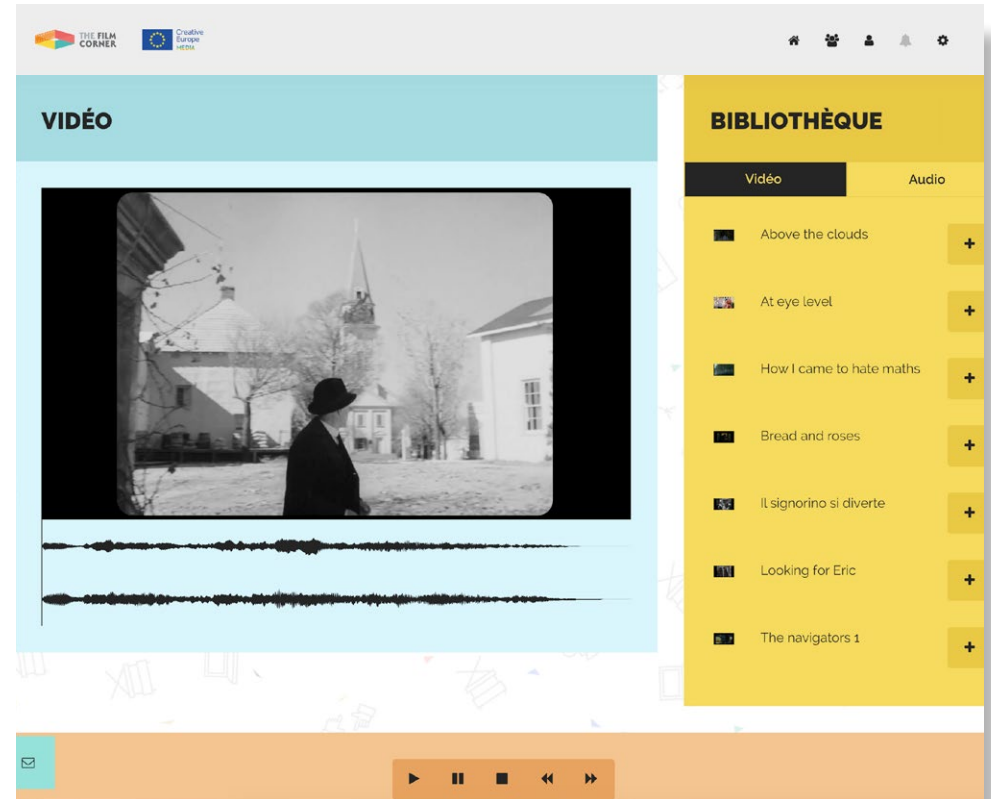 THE FILM
CORNER
Creative
Europe
MEDIA
VIDÉO
BIBLIOTHÈQUE
Vidéo
Audio
Above the clouds
At eye level
How I came to hate maths
Bread and roses
Il signorino si diverte
Looking for Eric
The navigators 1